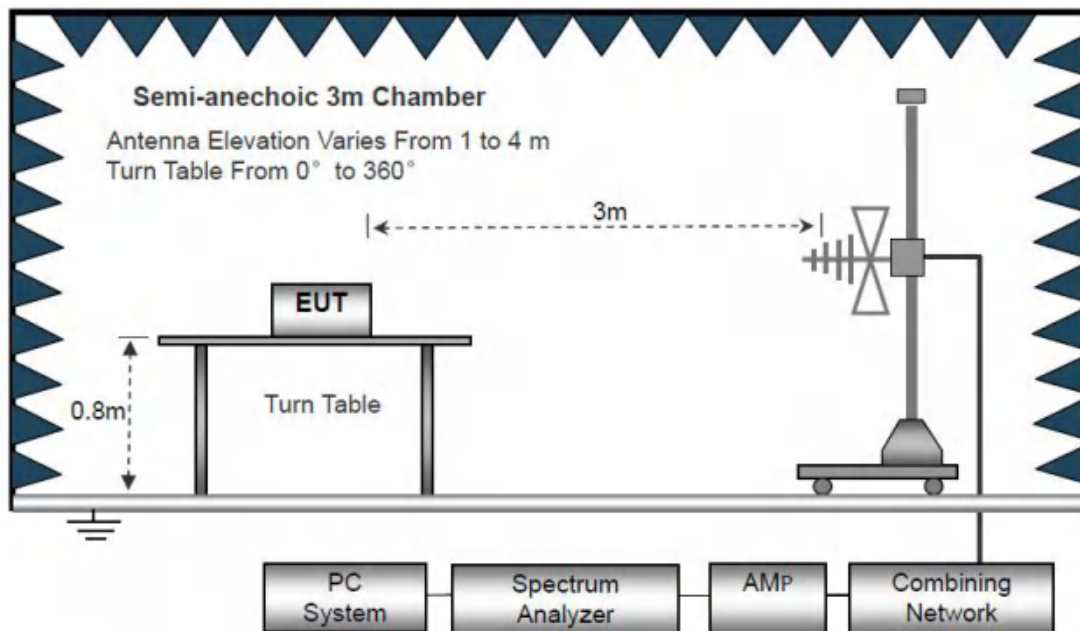 Semi-anechoic 3m Chamber
Antenna Elevation Varies From 1 to 4 m
Turn Table From 0° to 360°
3m
EUT
0.8m
Turn Table
PC
System
Spectrum
Analyzer
AMP
Combining
Network